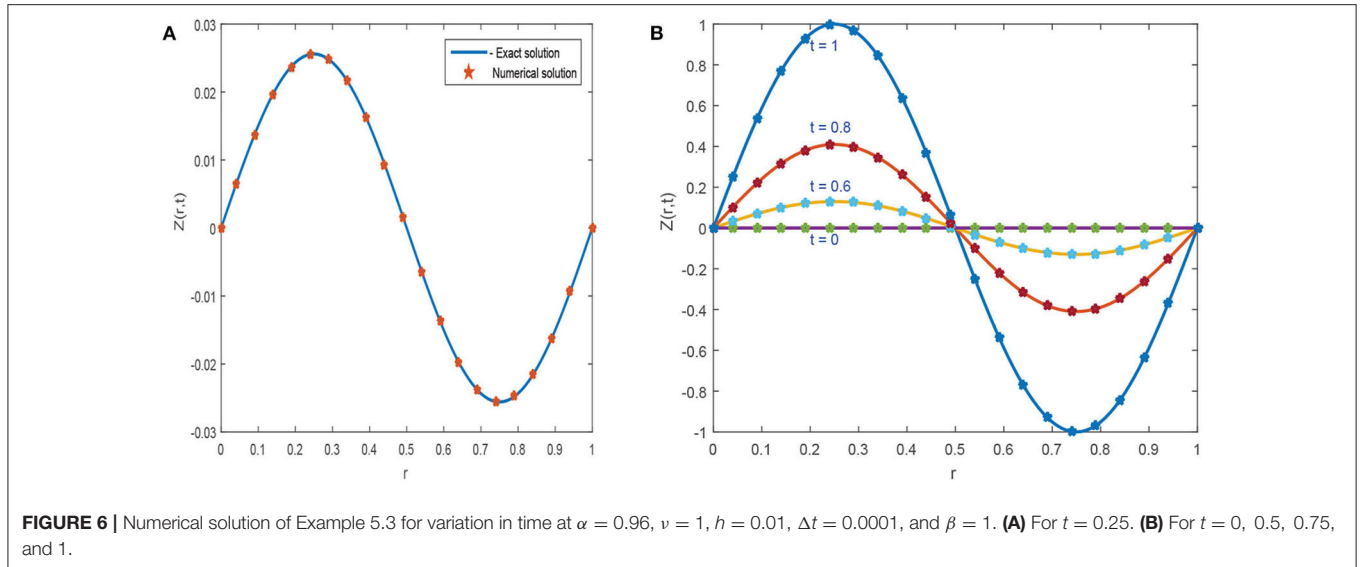 A
0.03
0.02
0.01
0
-0.01
-0.02
-0.03
Z(r,t)
0 0.1 0.2 0.3 0.4 0.5 0.6 0.7 0.8 0.9 1
r
- Exact solution
Numerical solution
B
1
0.8
0.6
0.4
0.2
0
-0.2
-0.4
-0.6
-0.8
-1
Z(r,t)
t = 1
t = 0.8
t = 0.6
t = 0
0 0.1 0.2 0.3 0.4 0.5 0.6 0.7 0.8 0.9 1
r
FIGURE 6 | Numerical solution of Example 5.3 for variation in time at α = 0.96, ν = 1, h = 0.01, Δt = 0.0001, and β = 1. (A) For t = 0.25. (B) For t = 0, 0.5, 0.75,
and 1.